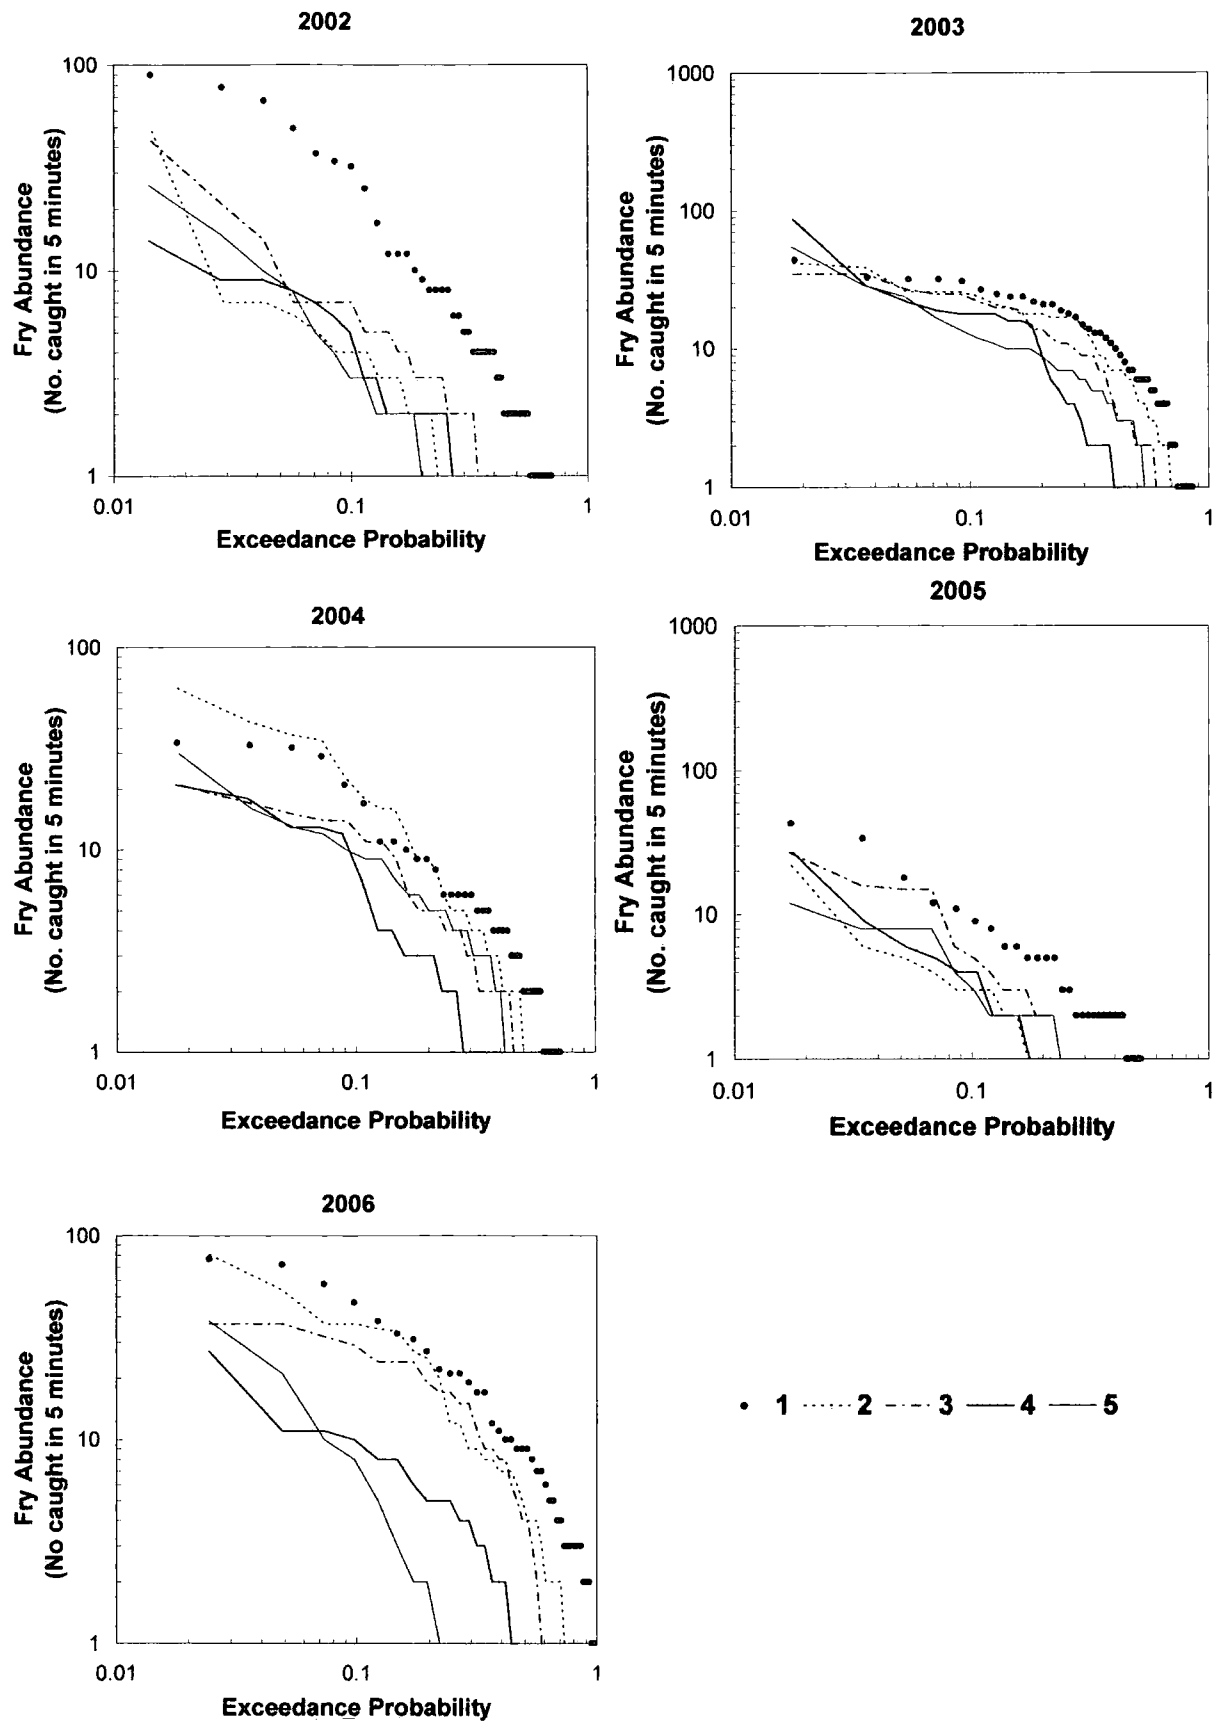 2002
100
10
1
0.01
0.1
1
Fry Abundance
(No. caught in 5 minutes)
Exceedance Probability
2003
1000
100
10
1
0.01
0.1
1
Fry Abundance
(No. caught in 5 minutes)
Exceedance Probability
2004
100
10
1
0.01
0.1
1
Fry Abundance
(No. caught in 5 minutes)
Exceedance Probability
2005
1000
100
10
1
0.01
0.1
1
Fry Abundance
(No. caught in 5 minutes)
Exceedance Probability
2006
100
10
1
0.01
0.1
1
Fry Abundance
(No caught in 5 minutes)
Exceedance Probability
1 2 3 4 5